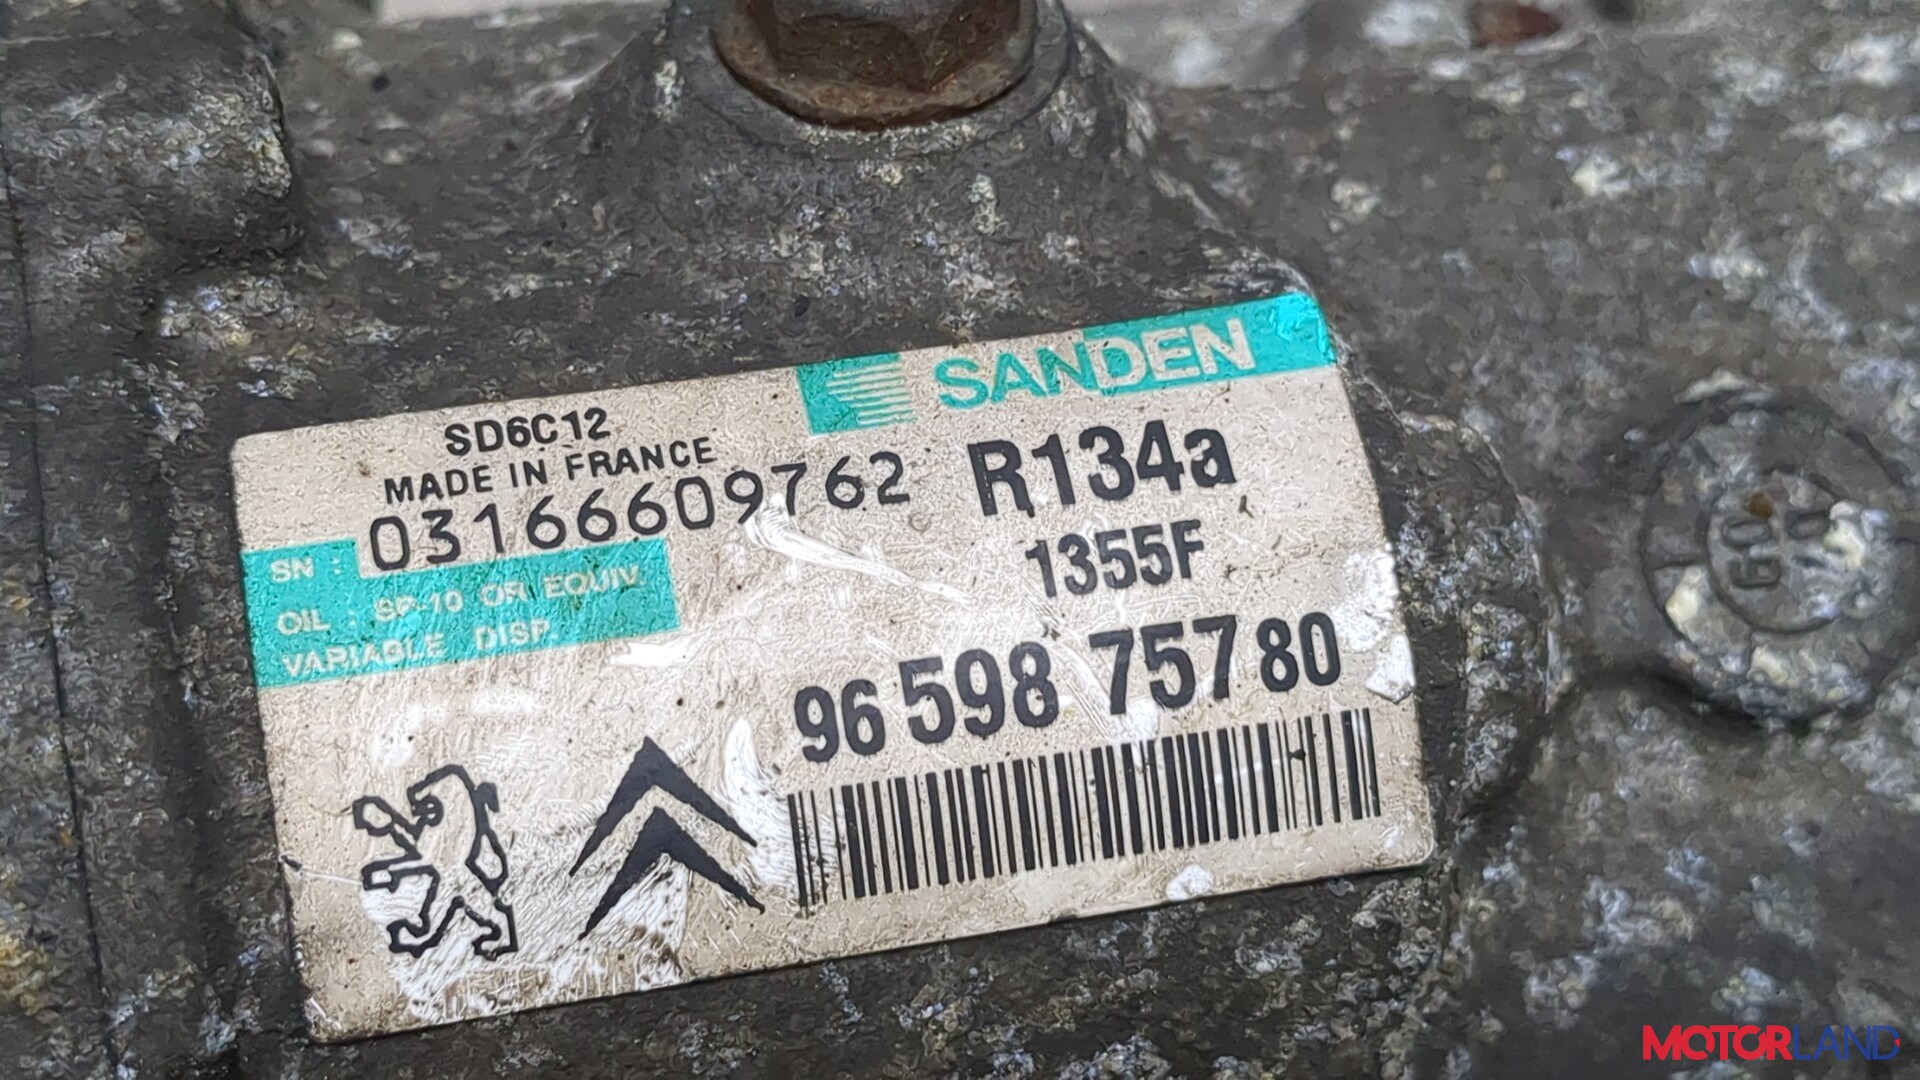 SANDEN
SD6C12
MADE IN FRANCE
SN : 03166609762
R134a
OIL : SP-10 OR EQUIV.
VARIABLE DISP.
1355F
96 598 757 80
MOTORLAND